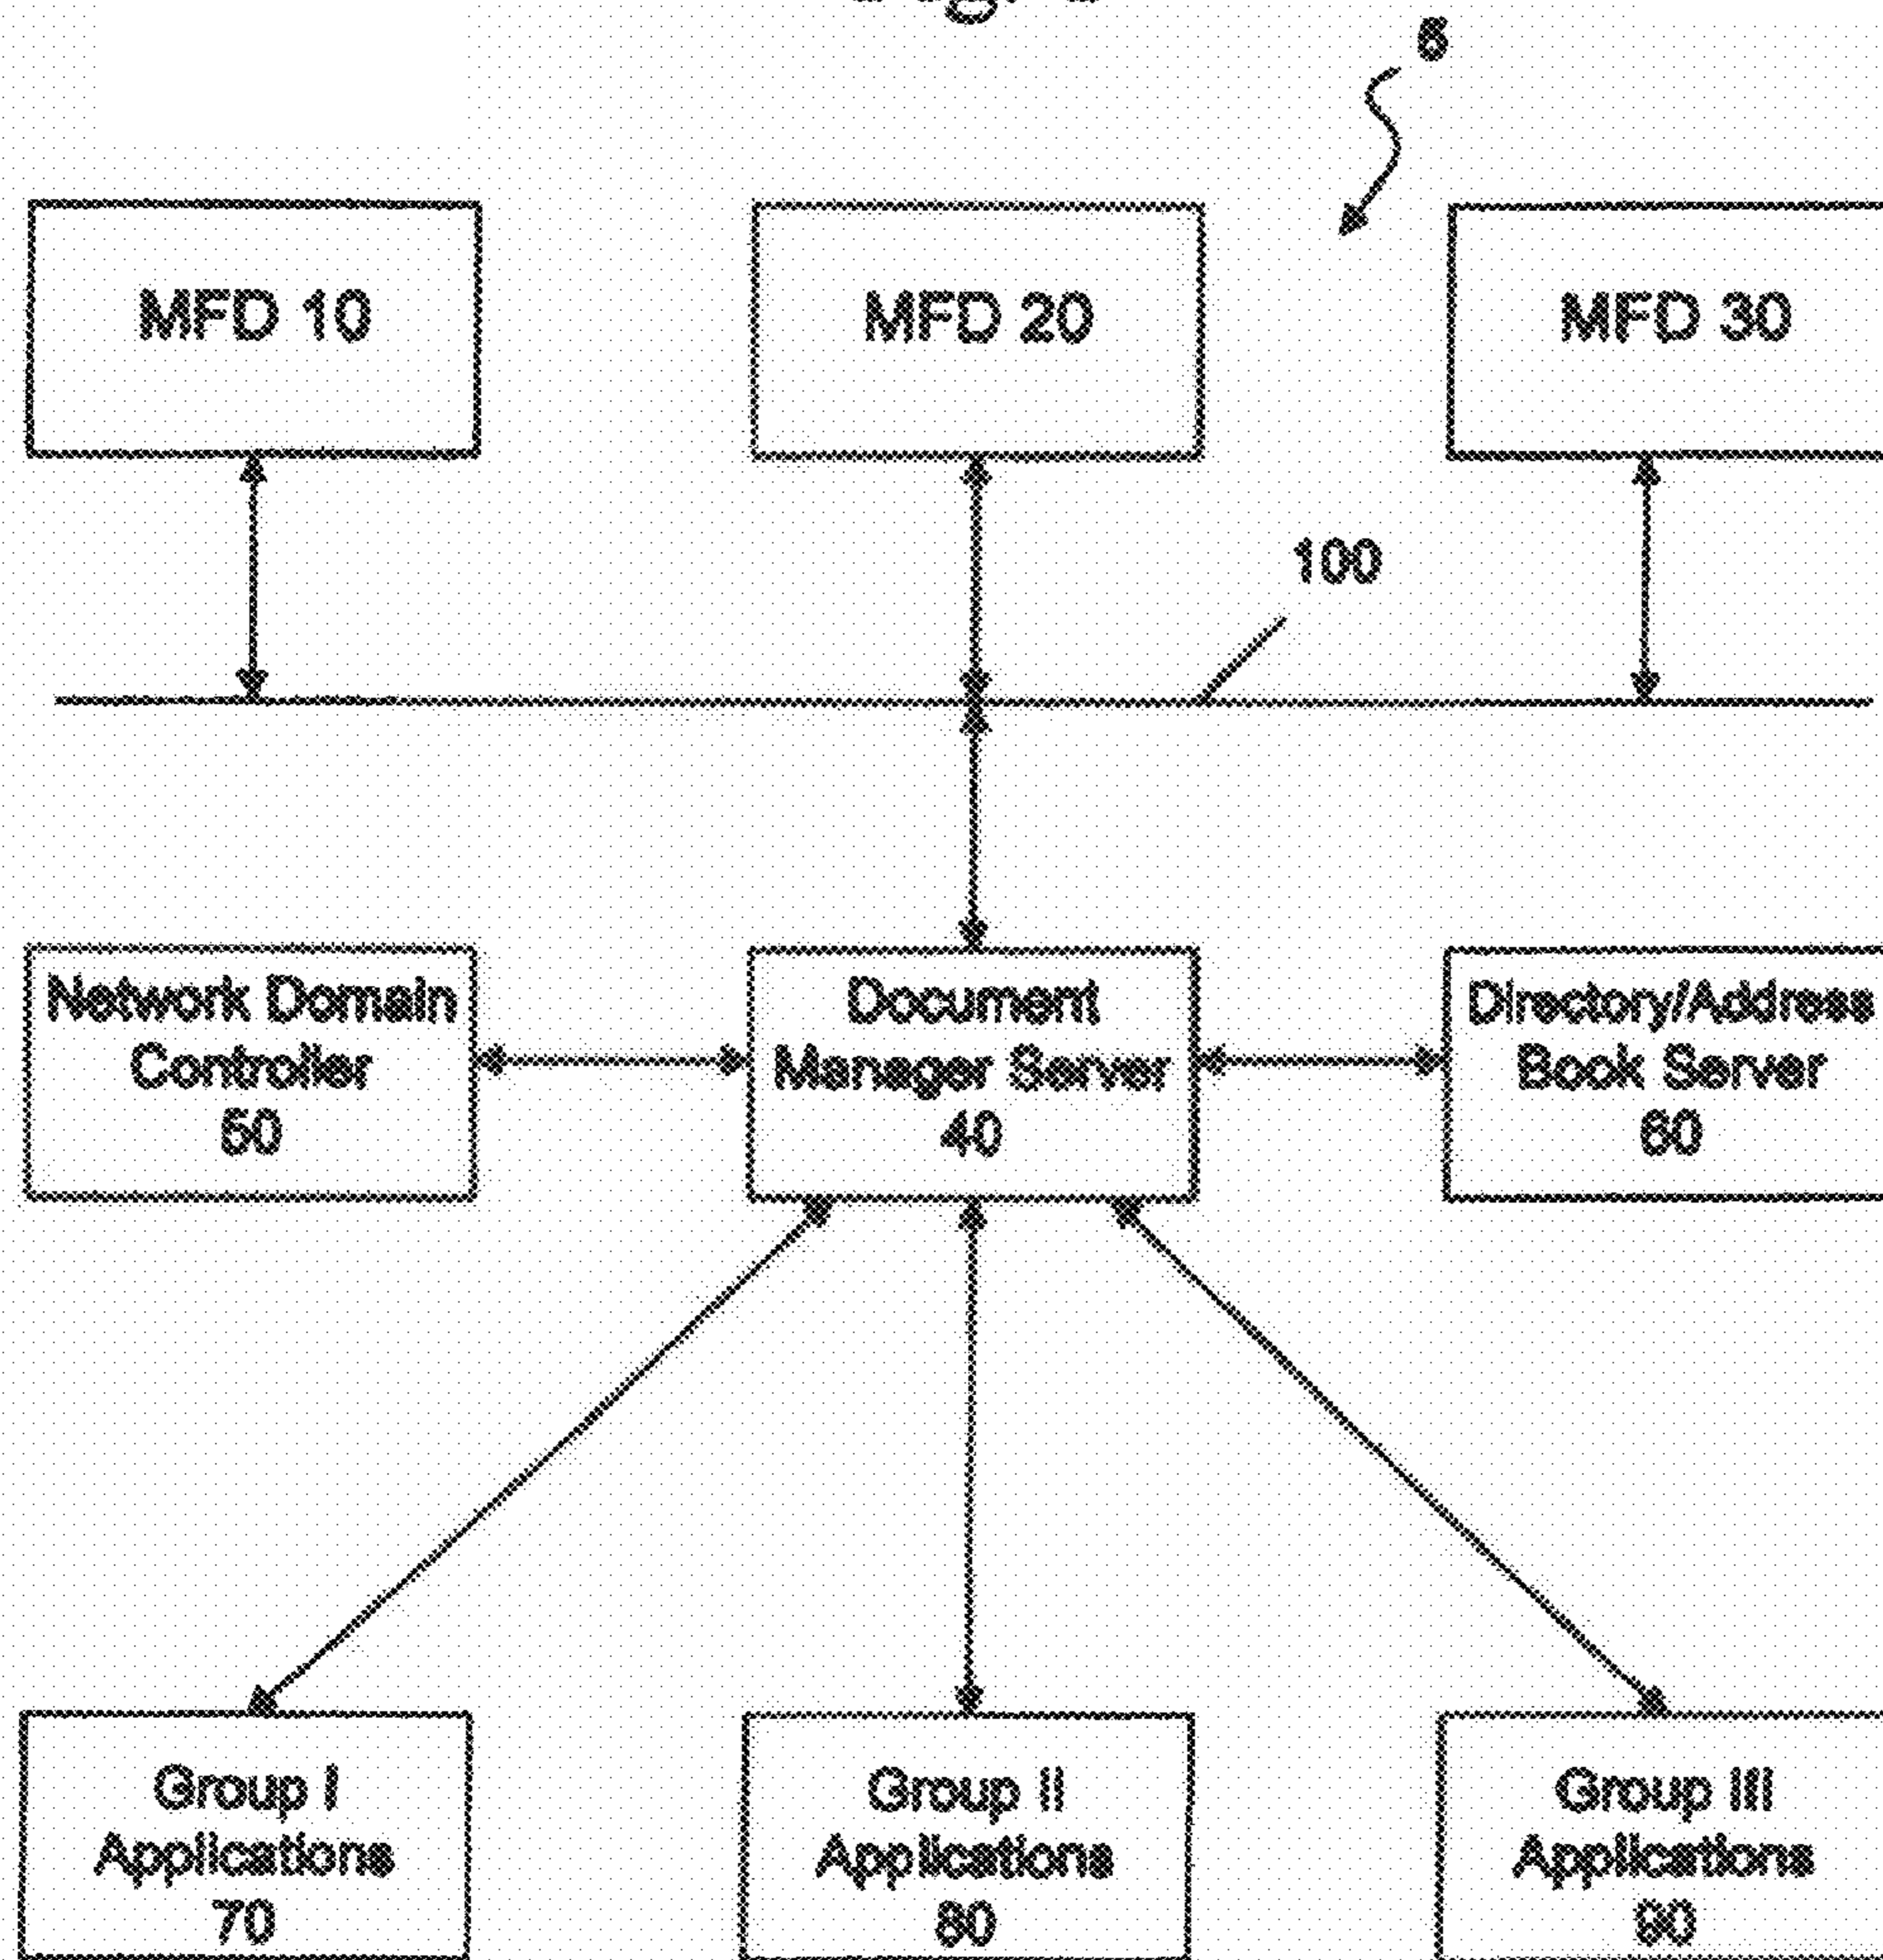 MFD 10
MFD 20
MFD 30
100
Network Domain
Controller
50
Document
Manager Server
40
Directory/Address
Book Server
60
Group I
Applications
70
Group II
Applications
80
Group III
Applications
90